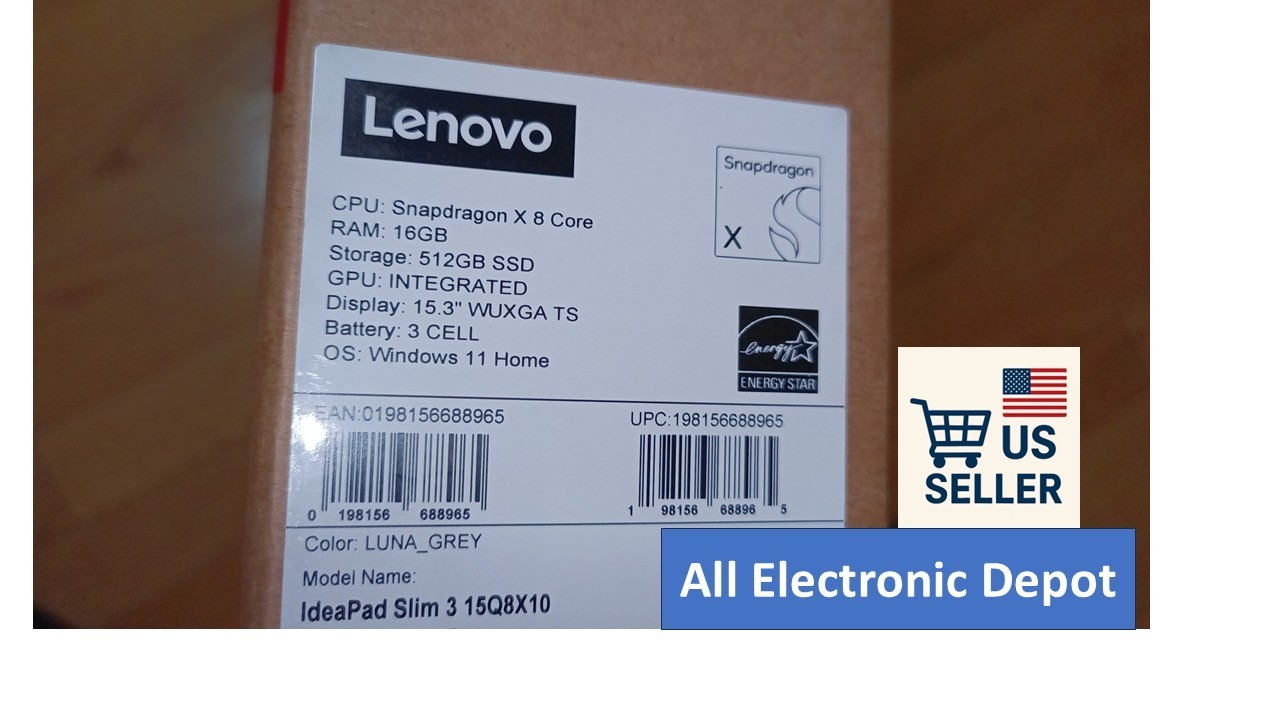 Lenovo
Snapdragon
X
CPU: Snapdragon X 8 Core
RAM: 16GB
Storage: 512GB SSD
GPU: INTEGRATED
Display: 15.3" WUXGA TS
Battery: 3 CELL
OS: Windows 11 Home
energy
ENERGY STAR
EAN:0198156688965
UPC:198156688965
0 198156 688965
1 98156 68896 5
Color: LUNA_GREY
Model Name:
IdeaPad Slim 3 15Q8X10
US
SELLER
All Electronic Depot